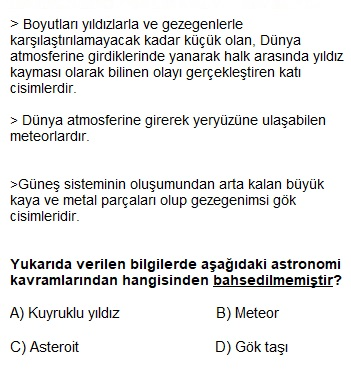 > Boyutları yıldızlarla ve gezegenlerle
karşılaştırılamayacak kadar küçük olan, Dünya
atmosferine girdiklerinde yanarak halk arasında yıldız
kayması olarak bilinen olayı gerçekleştiren katı
cisimlerdir.
> Dünya atmosferine girerek yeryüzüne ulaşabilen
meteorlardır.
>Güneş sisteminin oluşumundan arta kalan büyük
kaya ve metal parçaları olup gezegenimsi gök
cisimleridir.
Yukarıda verilen bilgilerde aşağıdaki astronomi
kavramlarından hangisinden bahsedilmemiştir?
A) Kuyruklu yıldız B) Meteor
C) Asteroit D) Gök taşı